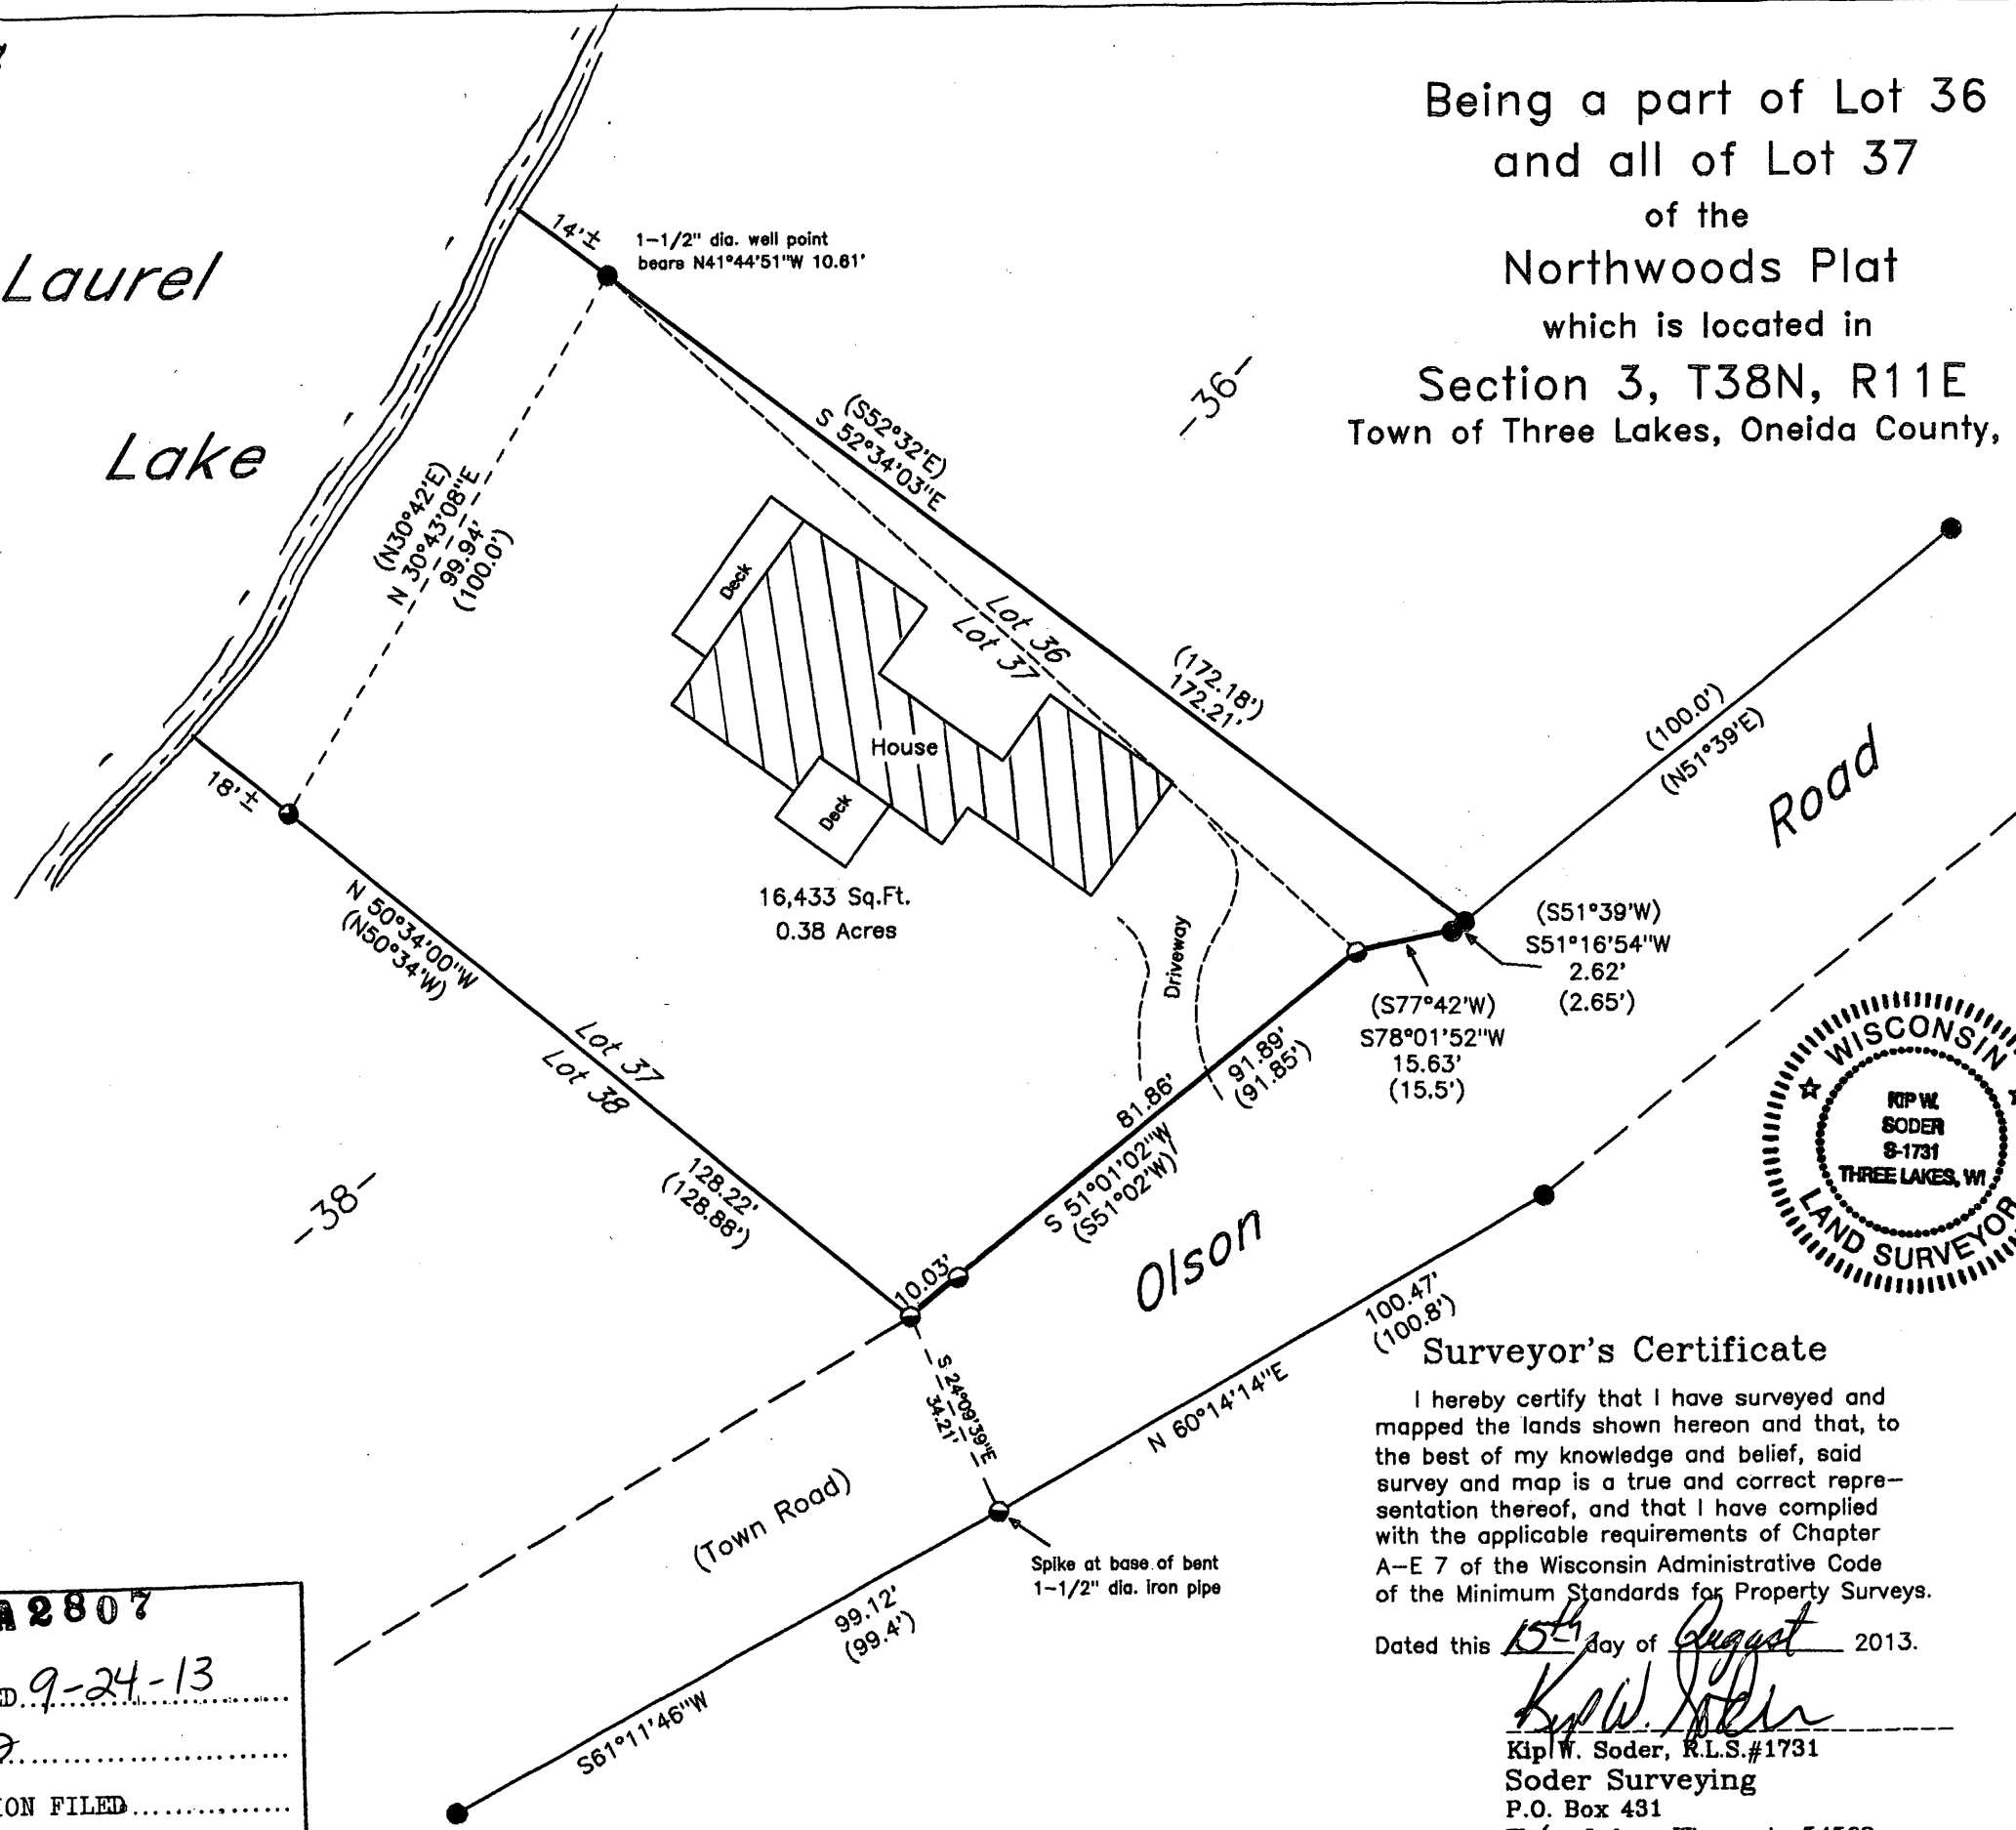 Being a part of Lot 36
and all of Lot 37
of the
Northwoods Plat
which is located in
Section 3, T38N, R11E
Town of Three Lakes, Oneida County,
Laurel
Lake
14'±
1-1/2" dia. well point
bears N41°44'51"W 10.61'
-36-
(S52°32'E)
S 52°34'03"E
(N30°42'E)
N 30°43'08"E
99.94'
(100.0')
Deck
Lot 36
Lot 37
(172.18')
172.21'
(100.0')
(N51°39'E)
Road
House
Deck
18'±
16,433 Sq.Ft.
0.38 Acres
N 50°34'00"W
(N50°34'W)
Driveway
(S51°39'W)
S51°16'54"W
2.62'
(2.65')
(S77°42'W)
S78°01'52"W
15.63'
(15.5')
Lot 37
Lot 38
91.89'
(91.85')
81.86'
S 51°01'02"W
(S51°02'W)
128.22'
(128.88')
-38-
10.03'
Olson
WISCONSIN
KIP W.
SODER
S-1731
THREE LAKES, WI
LAND SURVEYOR
S 24°09'39"E
34.21'
100.47'
(100.8')
N 60°14'14"E
(Town Road)
Spike at base of bent
1-1/2" dia. iron pipe
99.12'
(99.4')
S61°11'46"W
Surveyor's Certificate
I hereby certify that I have surveyed and
mapped the lands shown hereon and that, to
the best of my knowledge and belief, said
survey and map is a true and correct repre-
sentation thereof, and that I have complied
with the applicable requirements of Chapter
A-E 7 of the Wisconsin Administrative Code
of the Minimum Standards for Property Surveys.
Dated this 15th day of August 2013.
Kip W. Soder
Kip W. Soder, R.L.S.#1731
Soder Surveying
P.O. Box 431
A2807
ED 9-24-13
ION FILED